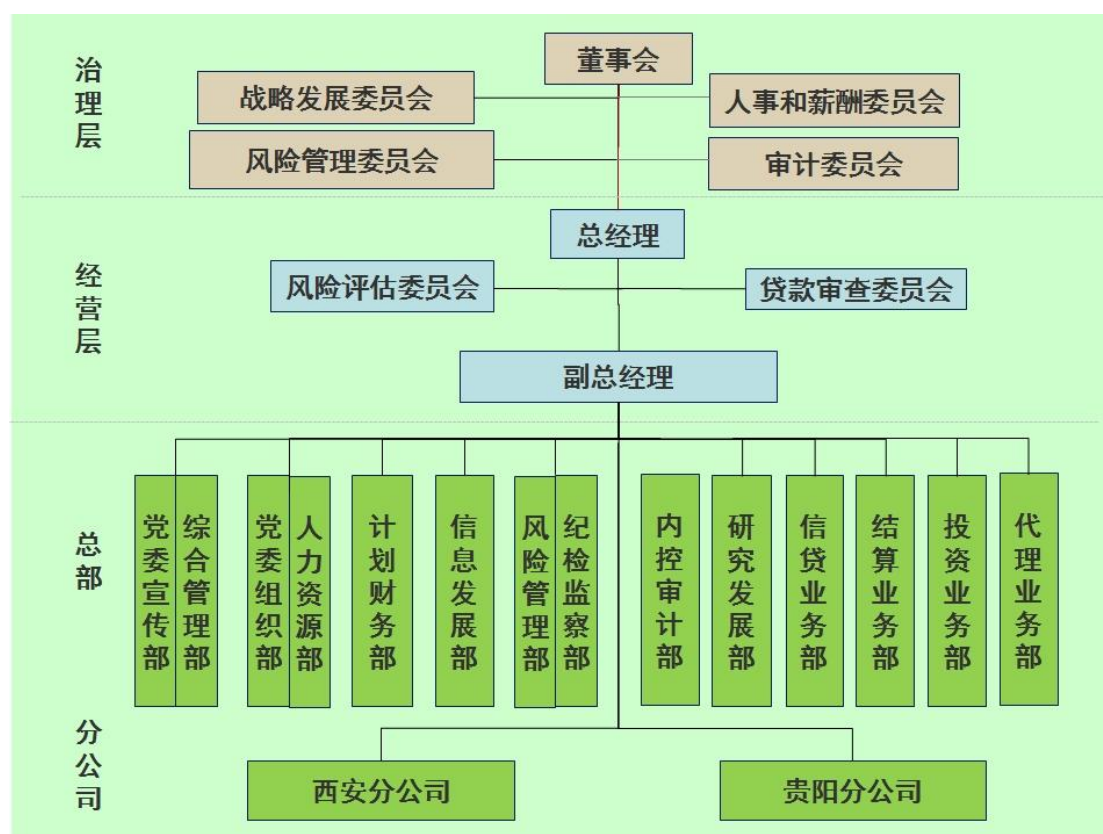 治理层
董事会
战略发展委员会
人事和薪酬委员会
风险管理委员会
审计委员会
经营层
总经理
风险评估委员会
贷款审查委员会
副总经理
总部
党委宣传部
综合管理部
党委组织部
人力资源部
计划财务部
信息发展部
风险管理部
纪检监察部
内控审计部
研究发展部
信贷业务部
结算业务部
投资业务部
代理业务部
分公司
西安分公司
贵阳分公司